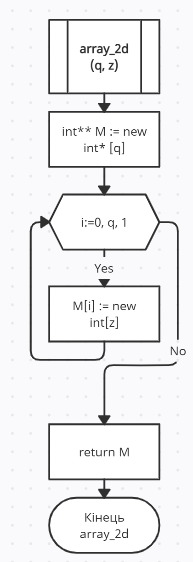 array_2d
(q, z)
int** M := new
int* [q]
i:=0, q, 1
Yes
M[i] := new
int[z]
No
return M
Кінець
array_2d